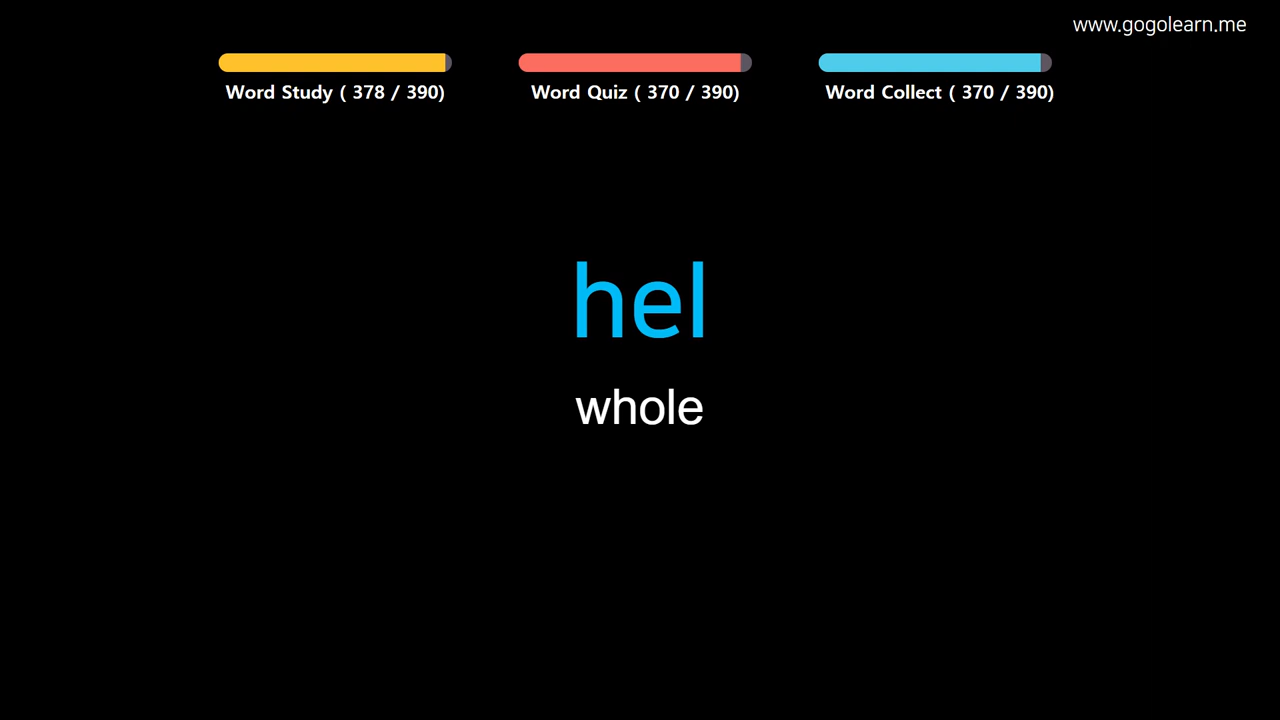 www.gogolearn.me
Word Study ( 378 / 390)
Word Quiz ( 370 / 390)
Word Collect ( 370 / 390)
hel
whole